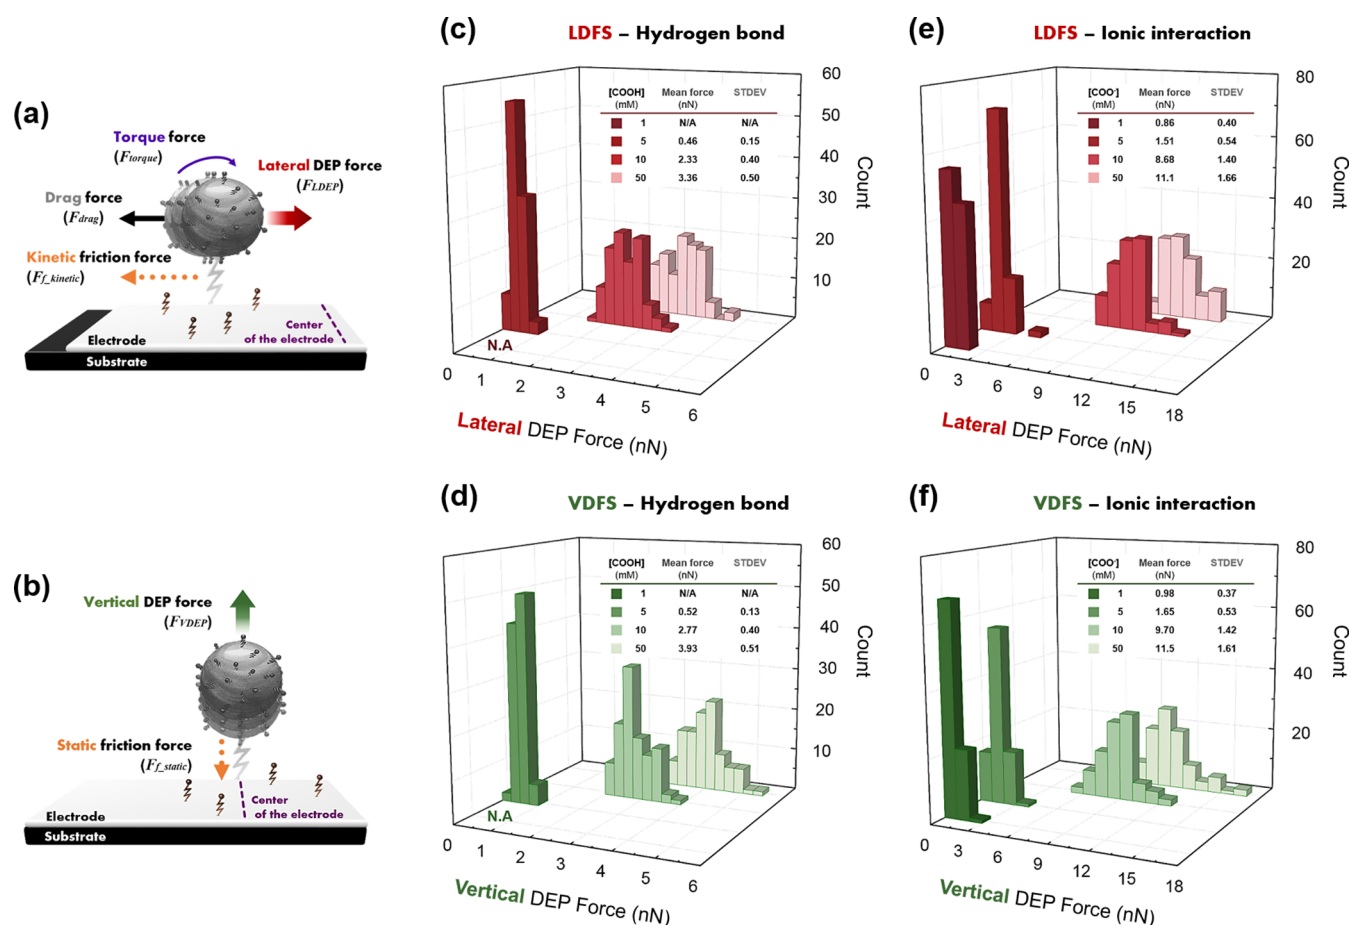 (a)
Torque force
(Ftorque)
Lateral DEP force
(FLDEP)
Drag force
(Fdrag)
Kinetic friction force
(Ff_kinetic)
Center
of the electrode
Electrode
Substrate
(b)
Vertical DEP force
(FVDEP)
Static friction force
(Ff_static)
Center
of the electrode
Electrode
Substrate
(c)
LDFS – Hydrogen bond
[COOH] Mean force STDEV
(mM) (nN)
1 N/A N/A
5 0.46 0.15
10 2.33 0.40
50 3.36 0.50
60
50
40
30
20
10
Count
N.A
0 1 2 3 4 5 6
Lateral DEP Force (nN)
(d)
VDFS – Hydrogen bond
[COOH] Mean force STDEV
(mM) (nN)
1 N/A N/A
5 0.52 0.13
10 2.77 0.40
50 3.93 0.51
60
50
40
30
20
10
Count
N.A
0 1 2 3 4 5 6
Vertical DEP Force (nN)
(e)
LDFS – Ionic interaction
[COO-] Mean force STDEV
(mM) (nN)
1 0.86 0.40
5 1.51 0.54
10 8.68 1.40
50 11.1 1.66
80
60
40
20
Count
0 3 6 9 12 15 18
Lateral DEP Force (nN)
(f)
VDFS – Ionic interaction
[COO-] Mean force STDEV
(mM) (nN)
1 0.98 0.37
5 1.65 0.53
10 9.70 1.42
50 11.5 1.61
80
60
40
20
Count
0 3 6 9 12 15 18
Vertical DEP Force (nN)